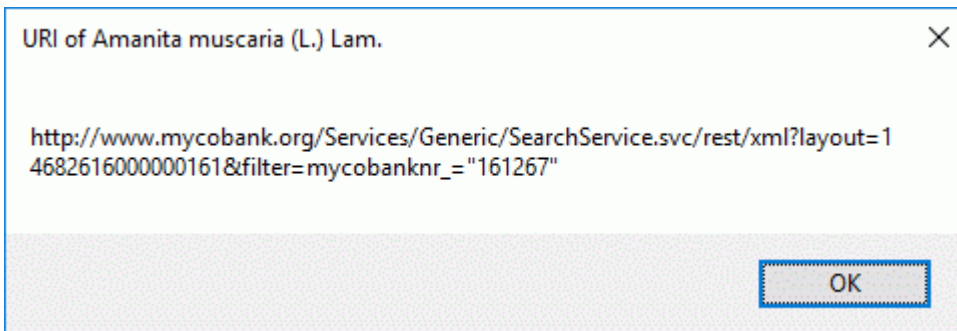 URI of Amanita muscaria (L.) Lam.
http://www.mycobank.org/Services/Generic/SearchService.svc/rest/xml?layout=1
4682616000000161&filter=mycobanknr_="161267"
OK